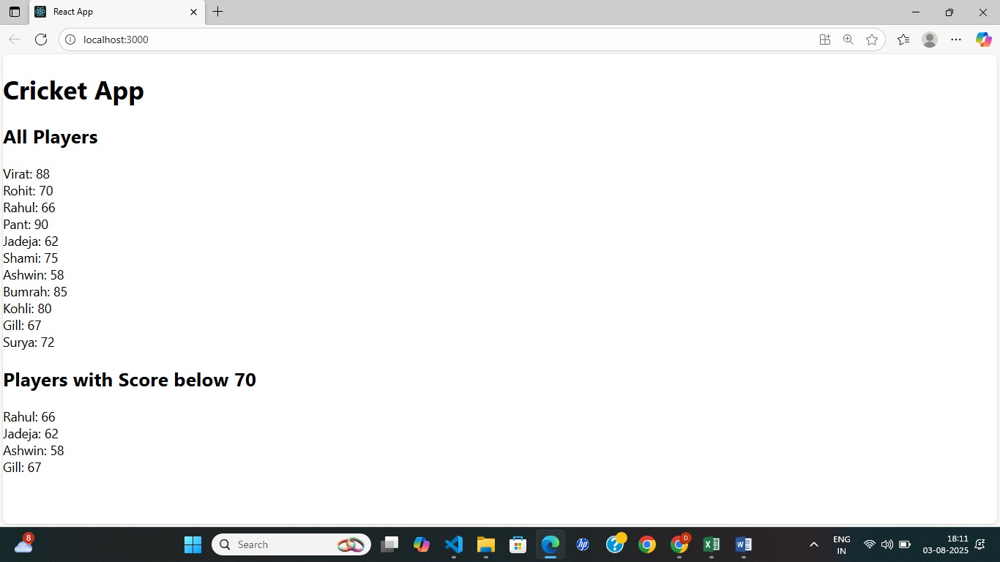 React App
localhost:3000
Cricket App
All Players
Virat: 88
Rohit: 70
Rahul: 66
Pant: 90
Jadeja: 62
Shami: 75
Ashwin: 58
Bumrah: 85
Kohli: 80
Gill: 67
Surya: 72
Players with Score below 70
Rahul: 66
Jadeja: 62
Ashwin: 58
Gill: 67
8
Search
hp
?
D
X
W
ENG
IN
18:11
03-08-2025